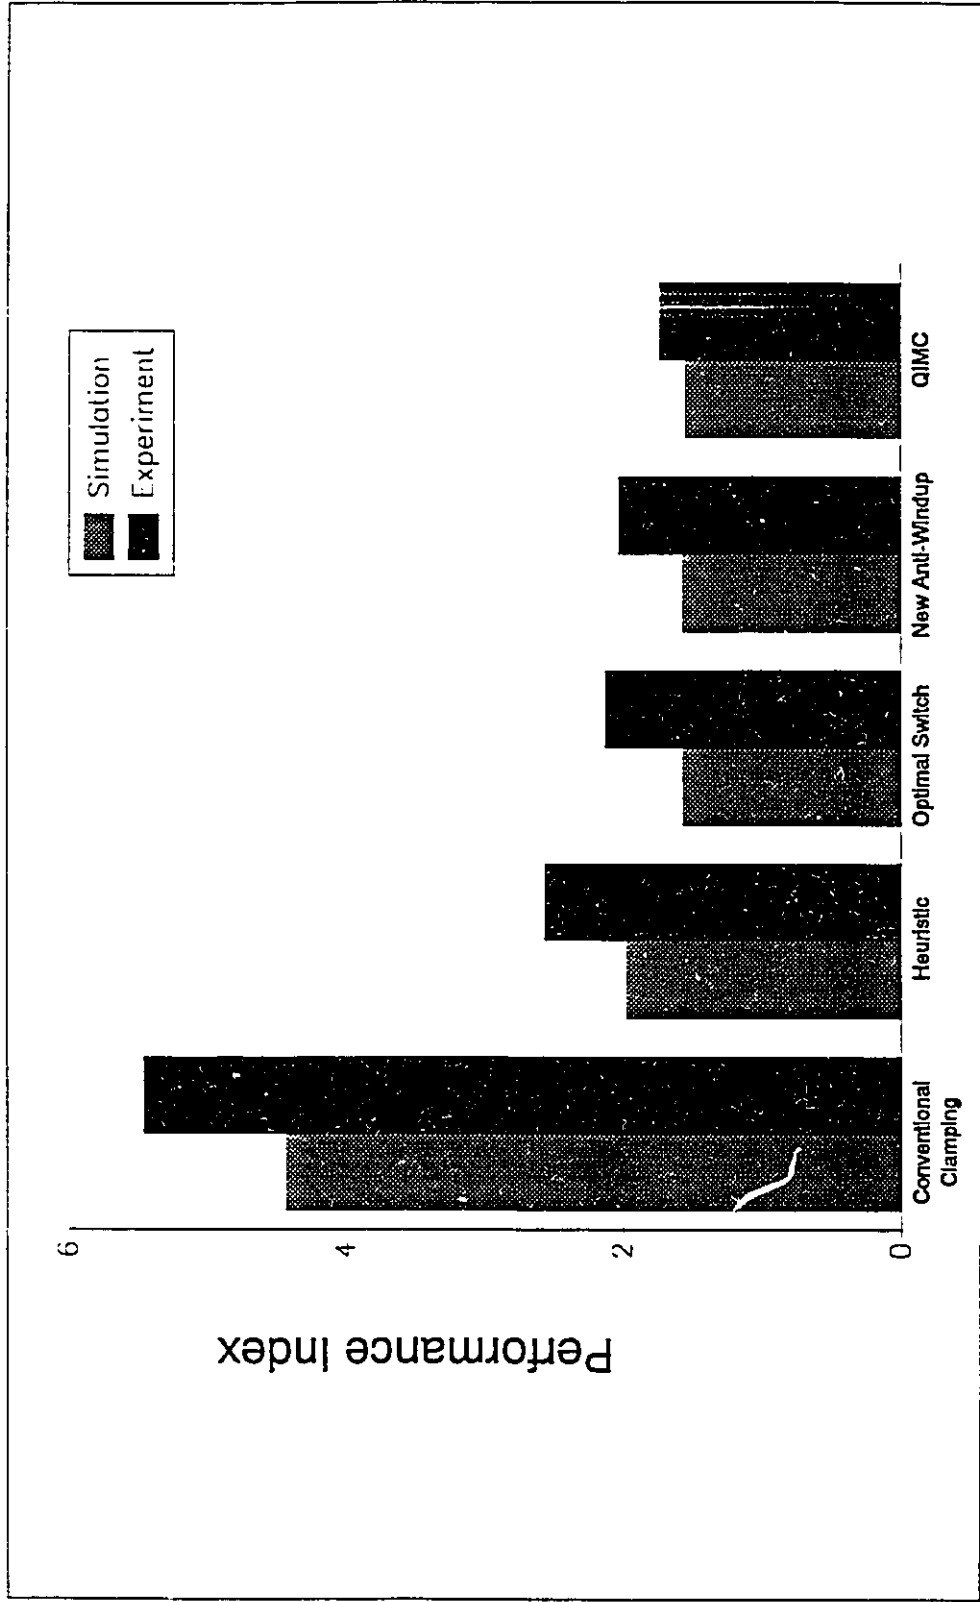 Performance Index
6
4
2
0
Simulation
Experiment
Conventional
Clamping
Heuristic
Optimal Switch
New Anti-Windup
QIMC